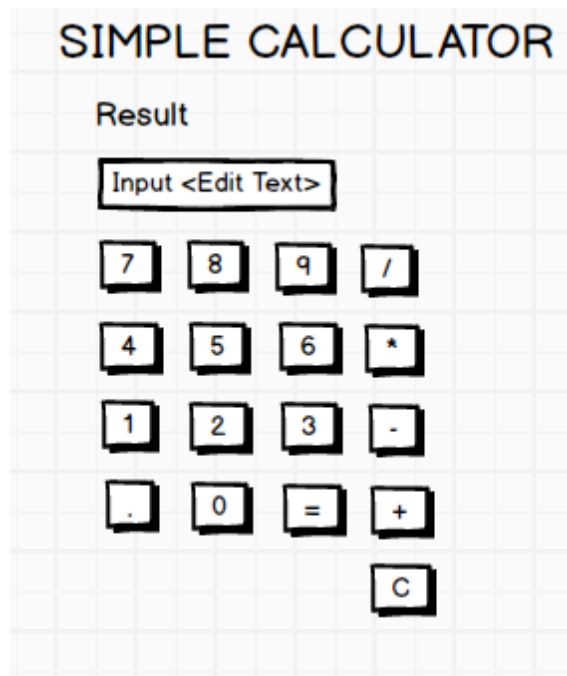 SIMPLE CALCULATOR
Result
Input <Edit Text>
7 8 9 /
4 5 6 *
1 2 3 -
. 0 = +
C